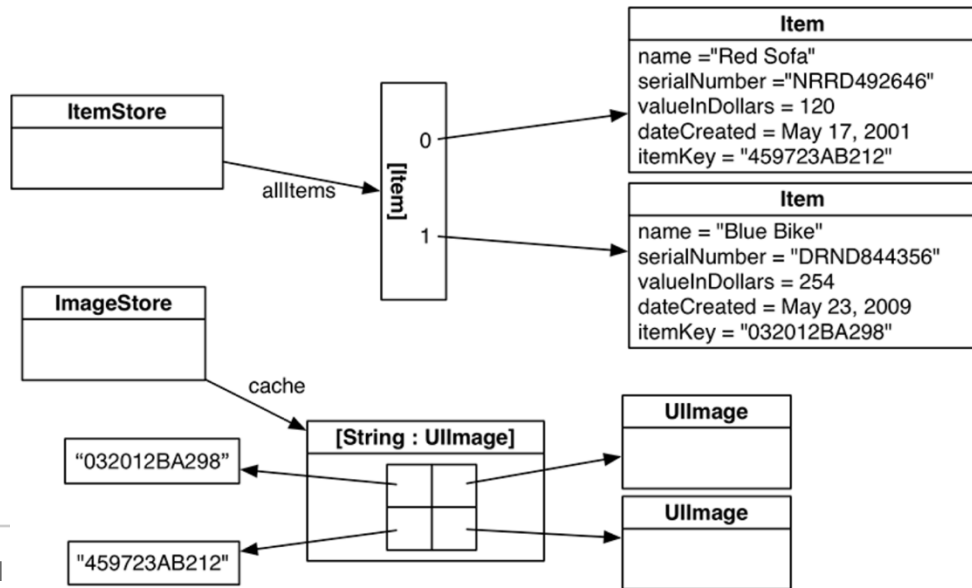 ItemStore
allItems
[Item]
0
1
Item
name ="Red Sofa"
serialNumber ="NRRD492646"
valueInDollars = 120
dateCreated = May 17, 2001
itemKey = "459723AB212"
Item
name = "Blue Bike"
serialNumber = "DRND844356"
valueInDollars = 254
dateCreated = May 23, 2009
itemKey = "032012BA298"
ImageStore
cache
[String : UIImage]
“032012BA298”
"459723AB212"
UIImage
UIImage